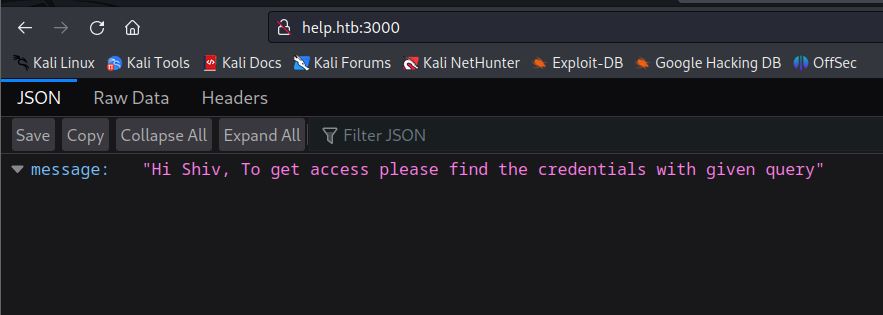 help.htb:3000
Kali Linux Kali Tools Kali Docs Kali Forums Kali NetHunter Exploit-DB Google Hacking DB OffSec
JSON Raw Data Headers
Save Copy Collapse All Expand All Filter JSON
message: "Hi Shiv, To get access please find the credentials with given query"